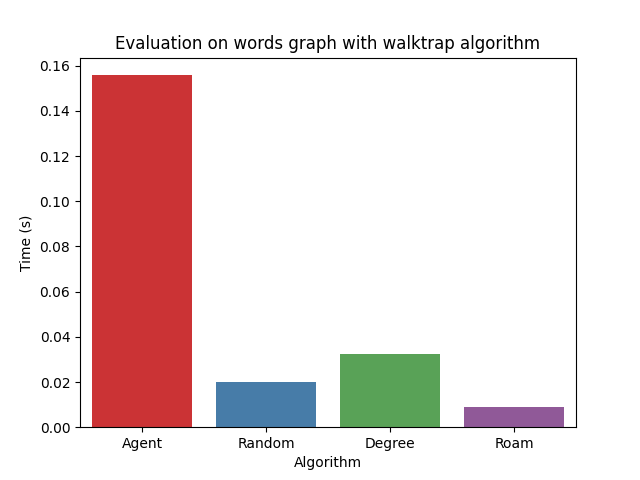 Evaluation on words graph with walktrap algorithm
0.16
0.14
0.12
0.10
0.08
0.06
0.04
0.02
0.00
Time (s)
Agent Random Degree Roam
Algorithm